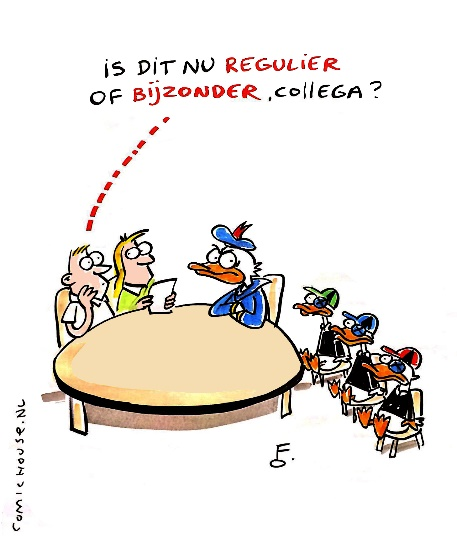 iS DiT NU REGULiER
OF BijZONDER, COllEGA?
COMiCHOUSE.NL